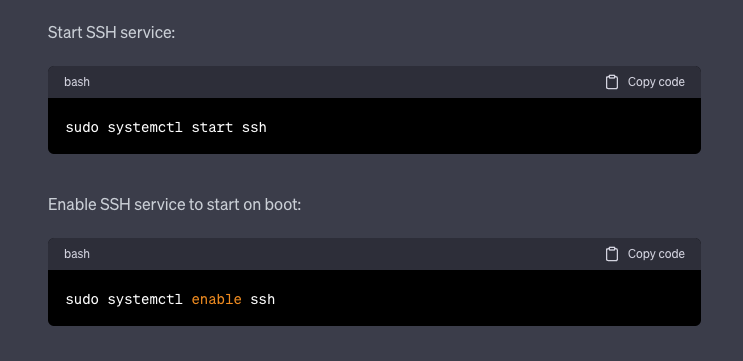 Start SSH service:
bash Copy code
sudo systemctl start ssh
Enable SSH service to start on boot:
bash Copy code
sudo systemctl enable ssh